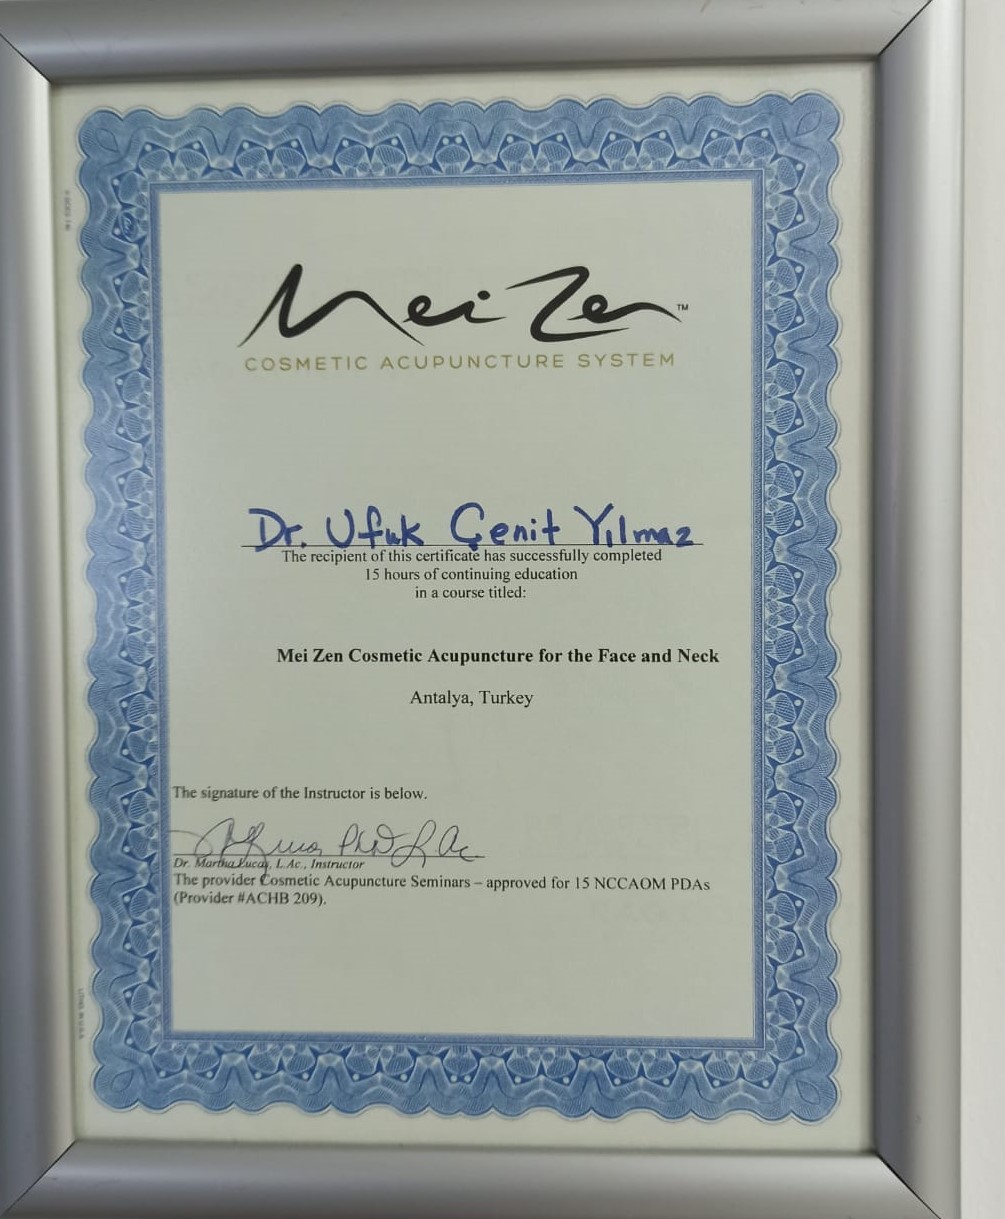 Mei Zen™
COSMETIC ACUPUNCTURE SYSTEM
Dr. Ufuk Çenit Yılmaz
The recipient of this certificate has successfully completed
15 hours of continuing education
in a course titled:
Mei Zen Cosmetic Acupuncture for the Face and Neck
Antalya, Turkey
The signature of the Instructor is below.
PhD L Ac
Dr. Martha Lucas, L.Ac., Instructor
The provider Cosmetic Acupuncture Seminars – approved for 15 NCCAOM PDAs
(Provider #ACHB 209).